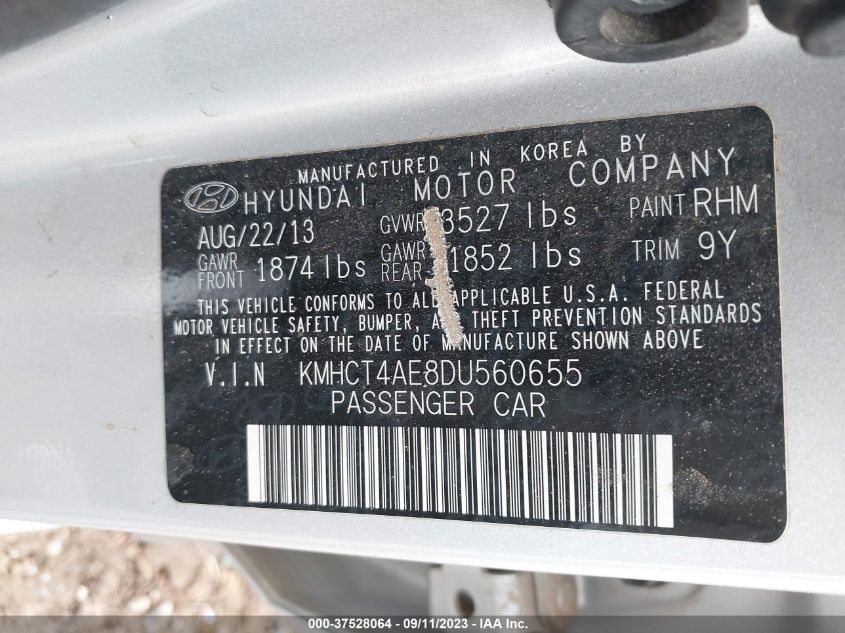 MANUFACTURED IN KOREA BY
HYUNDAI MOTOR COMPANY
AUG/22/13 GVWR 3527 lbs PAINT RHM
GAWR FRONT 1874 lbs GAWR REAR 1852 lbs TRIM 9Y
THIS VEHICLE CONFORMS TO ALL APPLICABLE U.S.A. FEDERAL
MOTOR VEHICLE SAFETY, BUMPER, AND THEFT PREVENTION STANDARDS
IN EFFECT ON THE DATE OF MANUFACTURE SHOWN ABOVE
V.I.N KMHCT4AE8DU560655
PASSENGER CAR
000-37528064 - 09/11/2023 - IAA Inc.